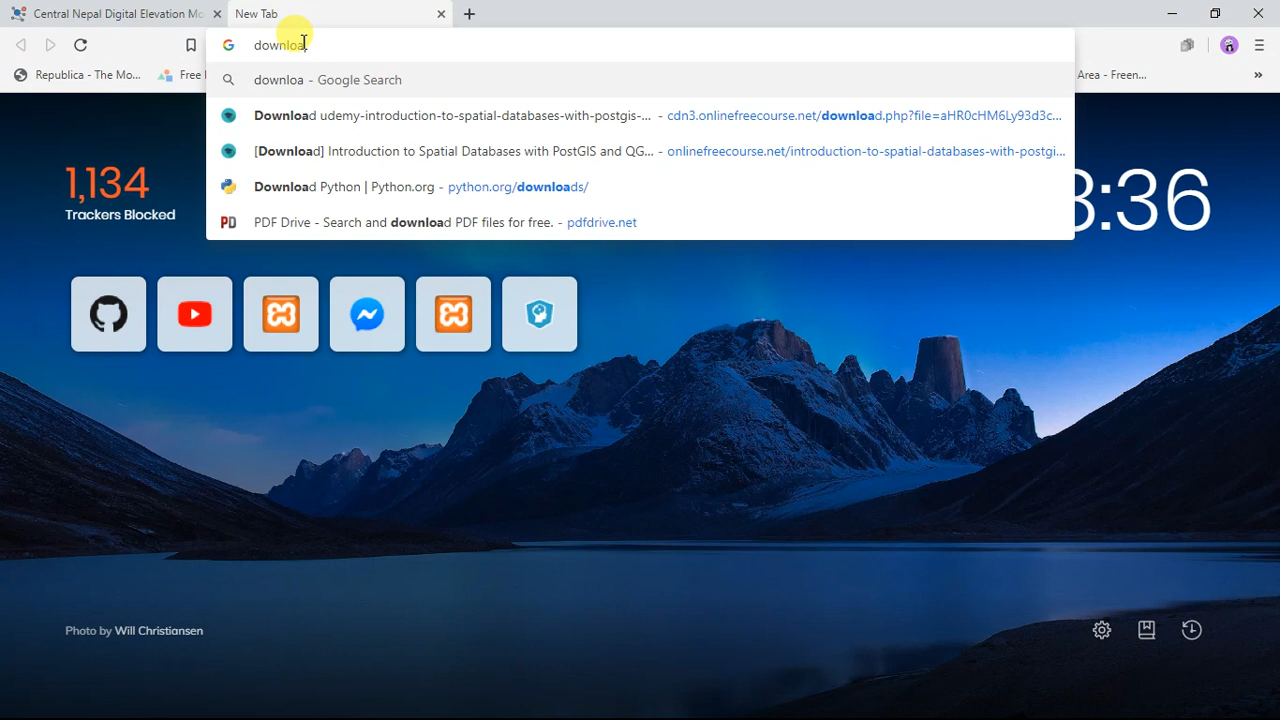 Central Nepal Digital Elevation Mo
New Tab
downloa
Republica - The Mo...
Free
Area - Freen...
downloa - Google Search
Download udemy-introduction-to-spatial-databases-with-postgis-... - cdn3.onlinefreecourse.net/download.php?file=aHR0cHM6Ly93d3c...
[Download] Introduction to Spatial Databases with PostGIS and QG... - onlinefreecourse.net/introduction-to-spatial-databases-with-postgi...
Download Python | Python.org - python.org/downloads/
PDF Drive - Search and download PDF files for free. - pdfdrive.net
1,134
Trackers Blocked
:36
Photo by Will Christiansen